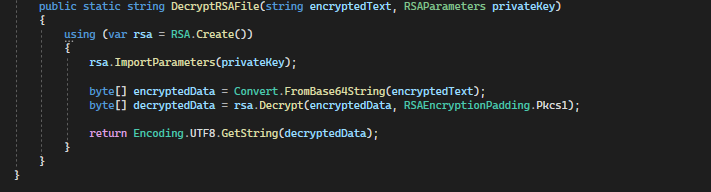 public static string DecryptRSAFile(string encryptedText, RSAParameters privateKey)
{
using (var rsa = RSA.Create())
{
rsa.ImportParameters(privateKey);
byte[] encryptedData = Convert.FromBase64String(encryptedText);
byte[] decryptedData = rsa.Decrypt(encryptedData, RSAEncryptionPadding.Pkcs1);
return Encoding.UTF8.GetString(decryptedData);
}
}
}